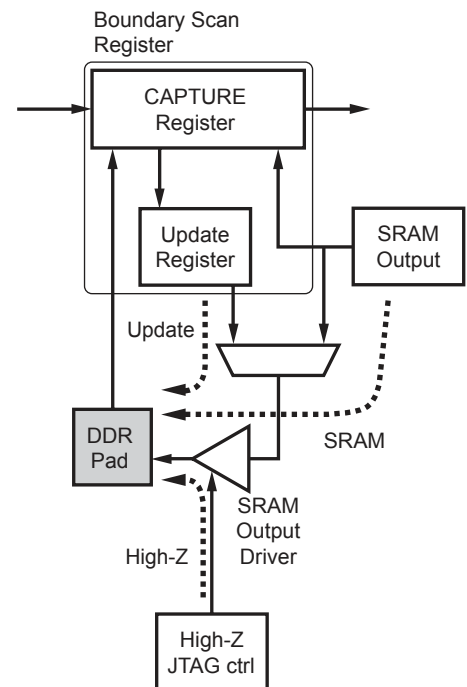 Boundary Scan
Register
CAPTURE
Register
Update
Register
SRAM
Output
Update
SRAM
DDR
Pad
SRAM
Output
Driver
High-Z
High-Z
JTAG ctrl